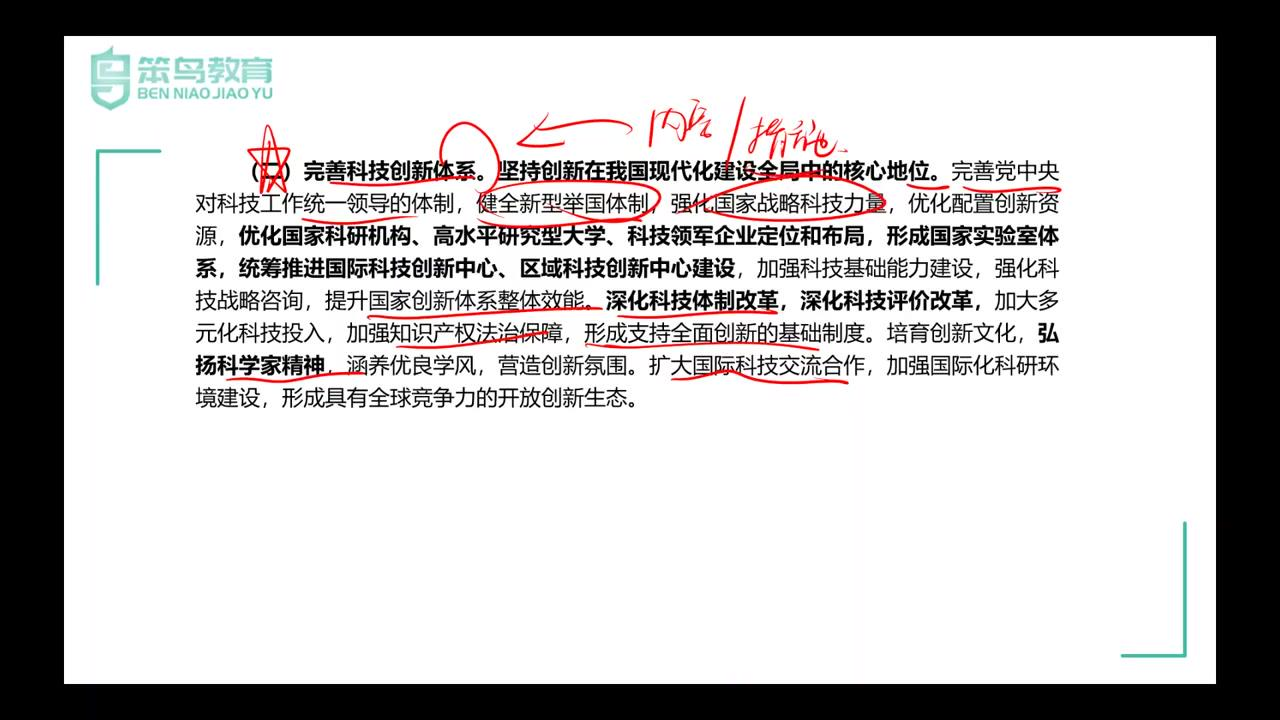 笨鸟教育
BEN NIAO JIAO YU
内容/措施
（二）完善科技创新体系。坚持创新在我国现代化建设全局中的核心地位。完善党中央
对科技工作统一领导的体制，健全新型举国体制，强化国家战略科技力量，优化配置创新资
源，优化国家科研机构、高水平研究型大学、科技领军企业定位和布局，形成国家实验室体
系，统筹推进国际科技创新中心、区域科技创新中心建设，加强科技基础能力建设，强化科
技战略咨询，提升国家创新体系整体效能。深化科技体制改革，深化科技评价改革，加大多
元化科技投入，加强知识产权法治保障，形成支持全面创新的基础制度。培育创新文化，弘
扬科学家精神，涵养优良学风，营造创新氛围。扩大国际科技交流合作，加强国际化科研环
境建设，形成具有全球竞争力的开放创新生态。